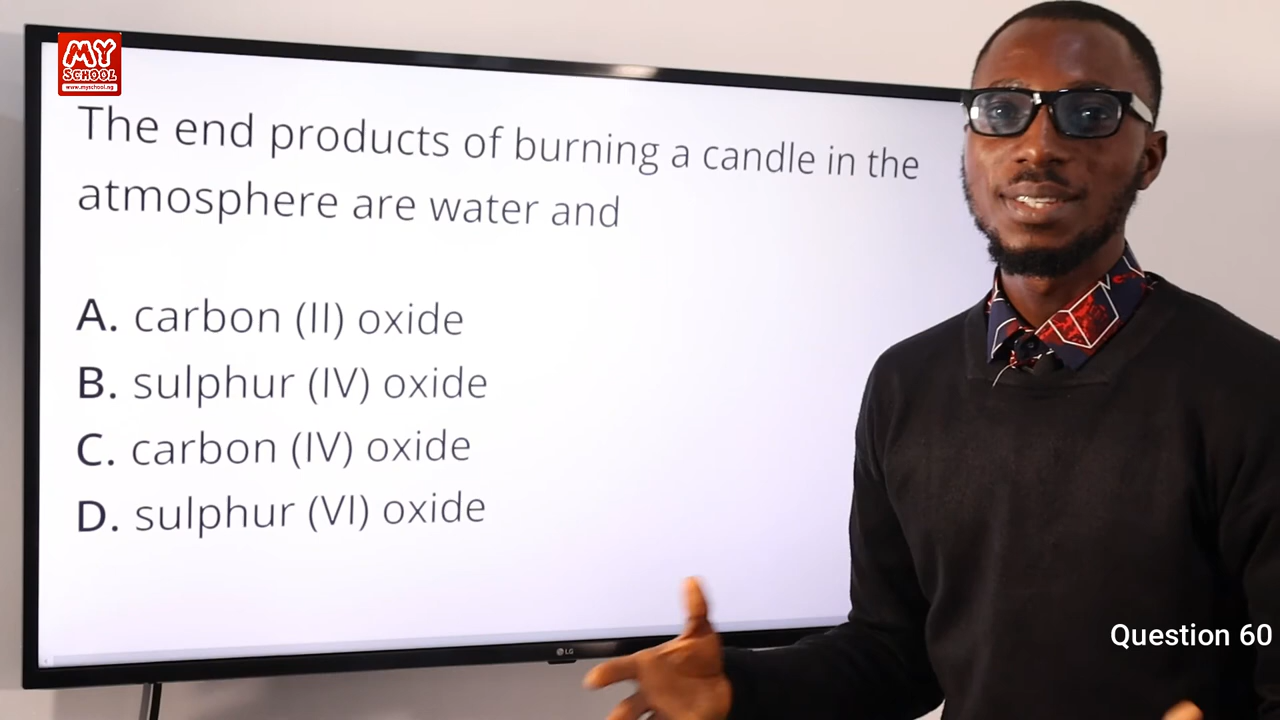 MY
SCHOOL
www.myschool.ng
The end products of burning a candle in the
atmosphere are water and
A. carbon (II) oxide
B. sulphur (IV) oxide
C. carbon (IV) oxide
D. sulphur (VI) oxide
LG
Question 60